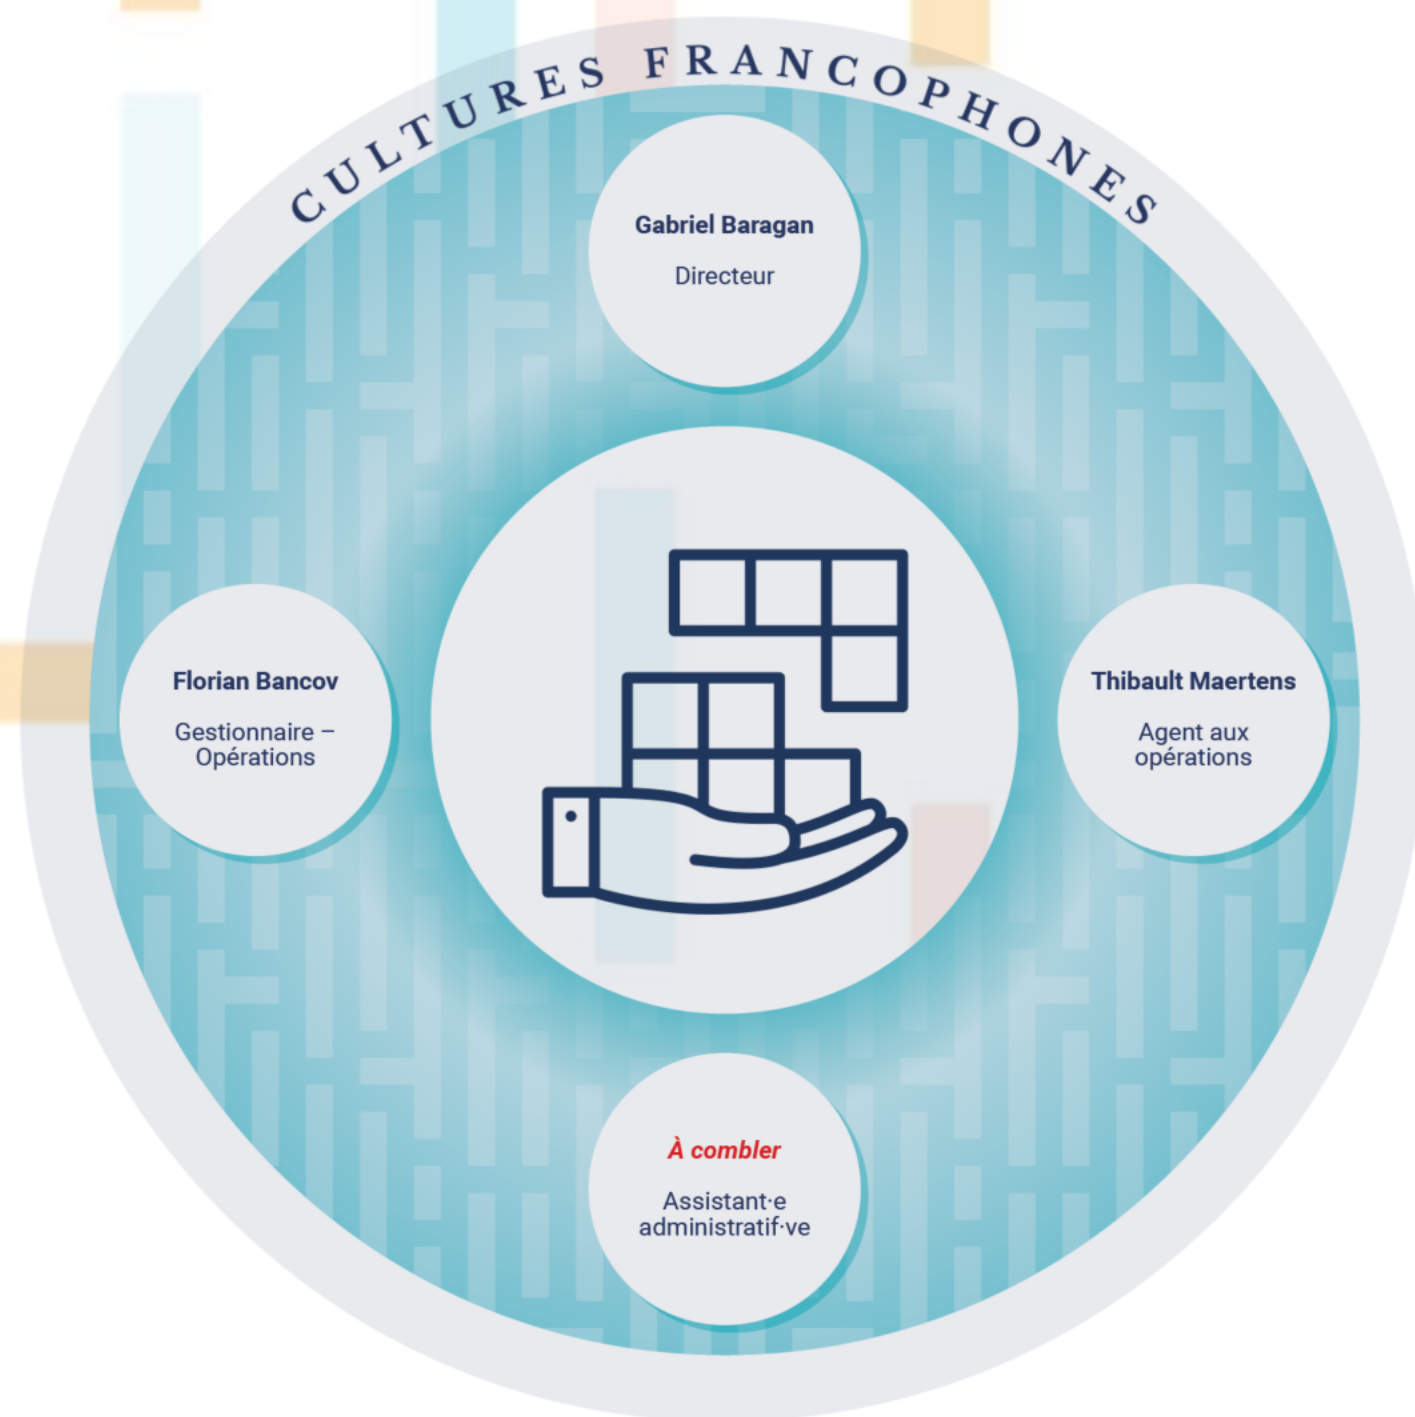 CULTURES FRANCOPHONES
Gabriel Baragan
Directeur
Florian Bancov
Gestionnaire –
Opérations
Thibault Maertens
Agent aux
opérations
À combler
Assistant·e
administratif·ve